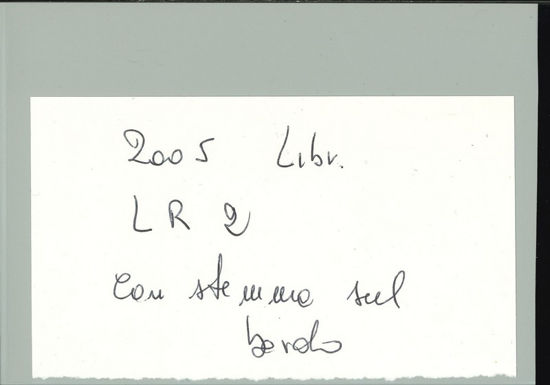 2005 Libr.
LR 2
con stemma sul
bordo